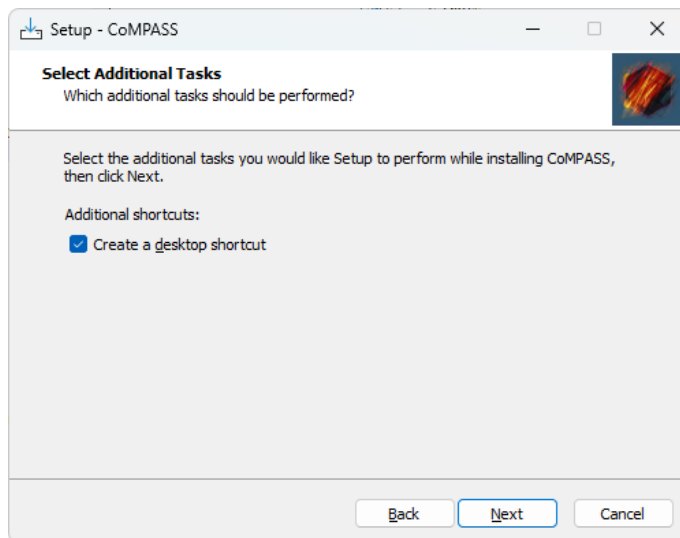 Setup - CoMPASS
Select Additional Tasks
Which additional tasks should be performed?
Select the additional tasks you would like Setup to perform while installing CoMPASS,
then click Next.
Additional shortcuts:
Create a desktop shortcut
Back
Next
Cancel